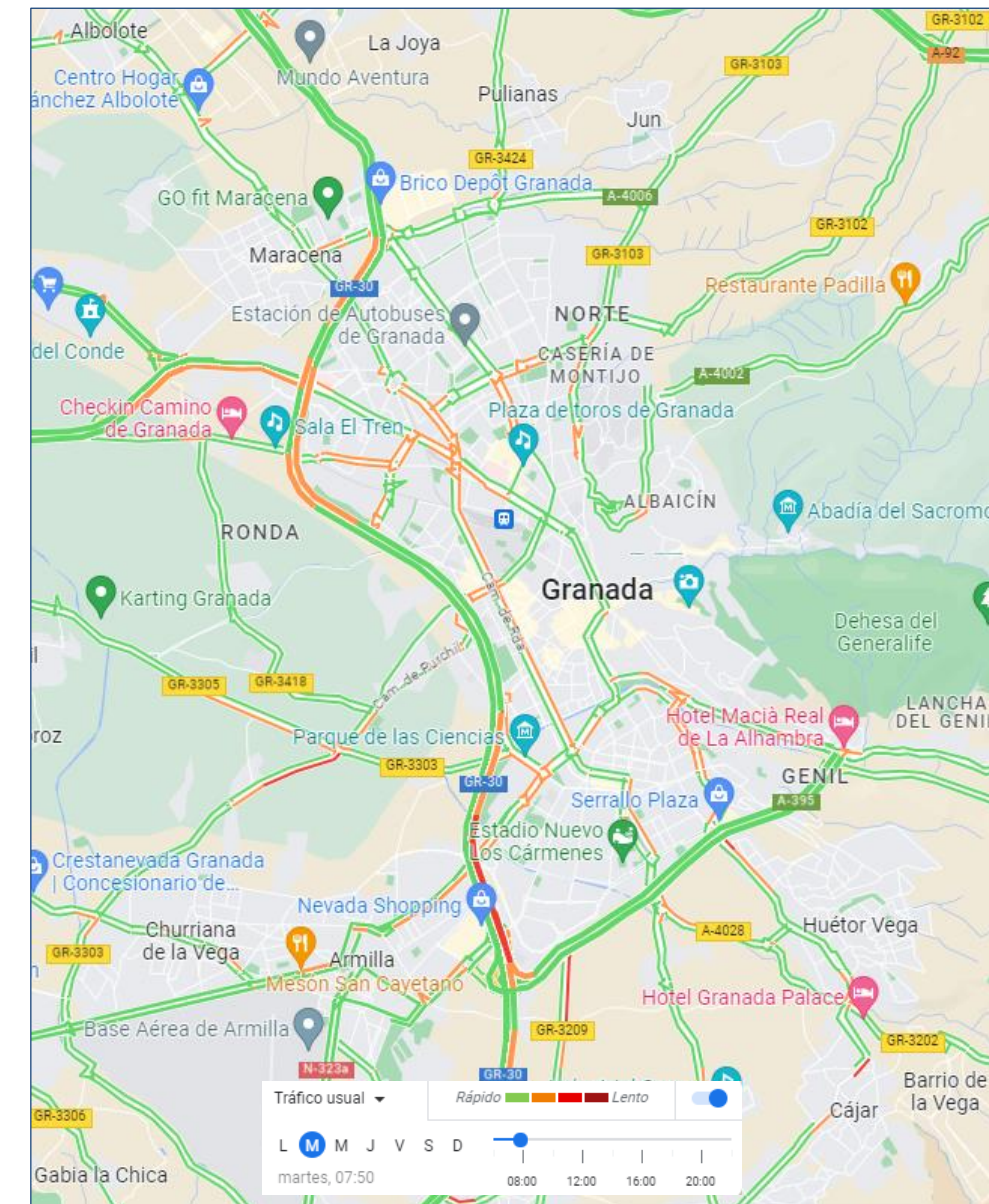 GR-3102
Albolote
La Joya
A-92
Centro Hogar
ánchez Albolote
Mundo Aventura
GR-3103
Pulianas
Jun
GR-3424
Brico Depôt Granada
GO fit Maracena
A-4006
GR-3102
Maracena
GR-3103
GR-30
Restaurante Padilla
Estación de Autobuses
de Granada
NORTE
del Conde
CASERÍA DE
MONTIJO
A-4002
Checkin Camino
de Granada
Sala El Tren
Plaza de toros de Granada
ALBAICÍN
Abadía del Sacromo
RONDA
Granada
Karting Granada
Cam. de Rda
Dehesa del
Generalife
Cam. de Purchil
GR-3305
GR-3418
LANCHA
DEL GENI
Hotel Macià Real
de La Alhambra
roz
Parque de las Ciencias
GR-3303
GR-30
GENIL
Serrallo Plaza
A-395
Estadio Nuevo
Los Cármenes
Crestanevada Granada
| Concesionario de...
Nevada Shopping
Churriana
de la Vega
Huétor Vega
A-4028
GR-3303
Armilla
Mesón San Cayetano
Hotel Granada Palace
Base Aérea de Armilla
GR-3209
GR-3202
N-323a
GR-30
Barrio de
la Vega
Cájar
GR-3306
Gabia la Chica
Tráfico usual
Rápido
Lento
L M M J V S D
martes, 07:50
08:00 12:00 16:00 20:00